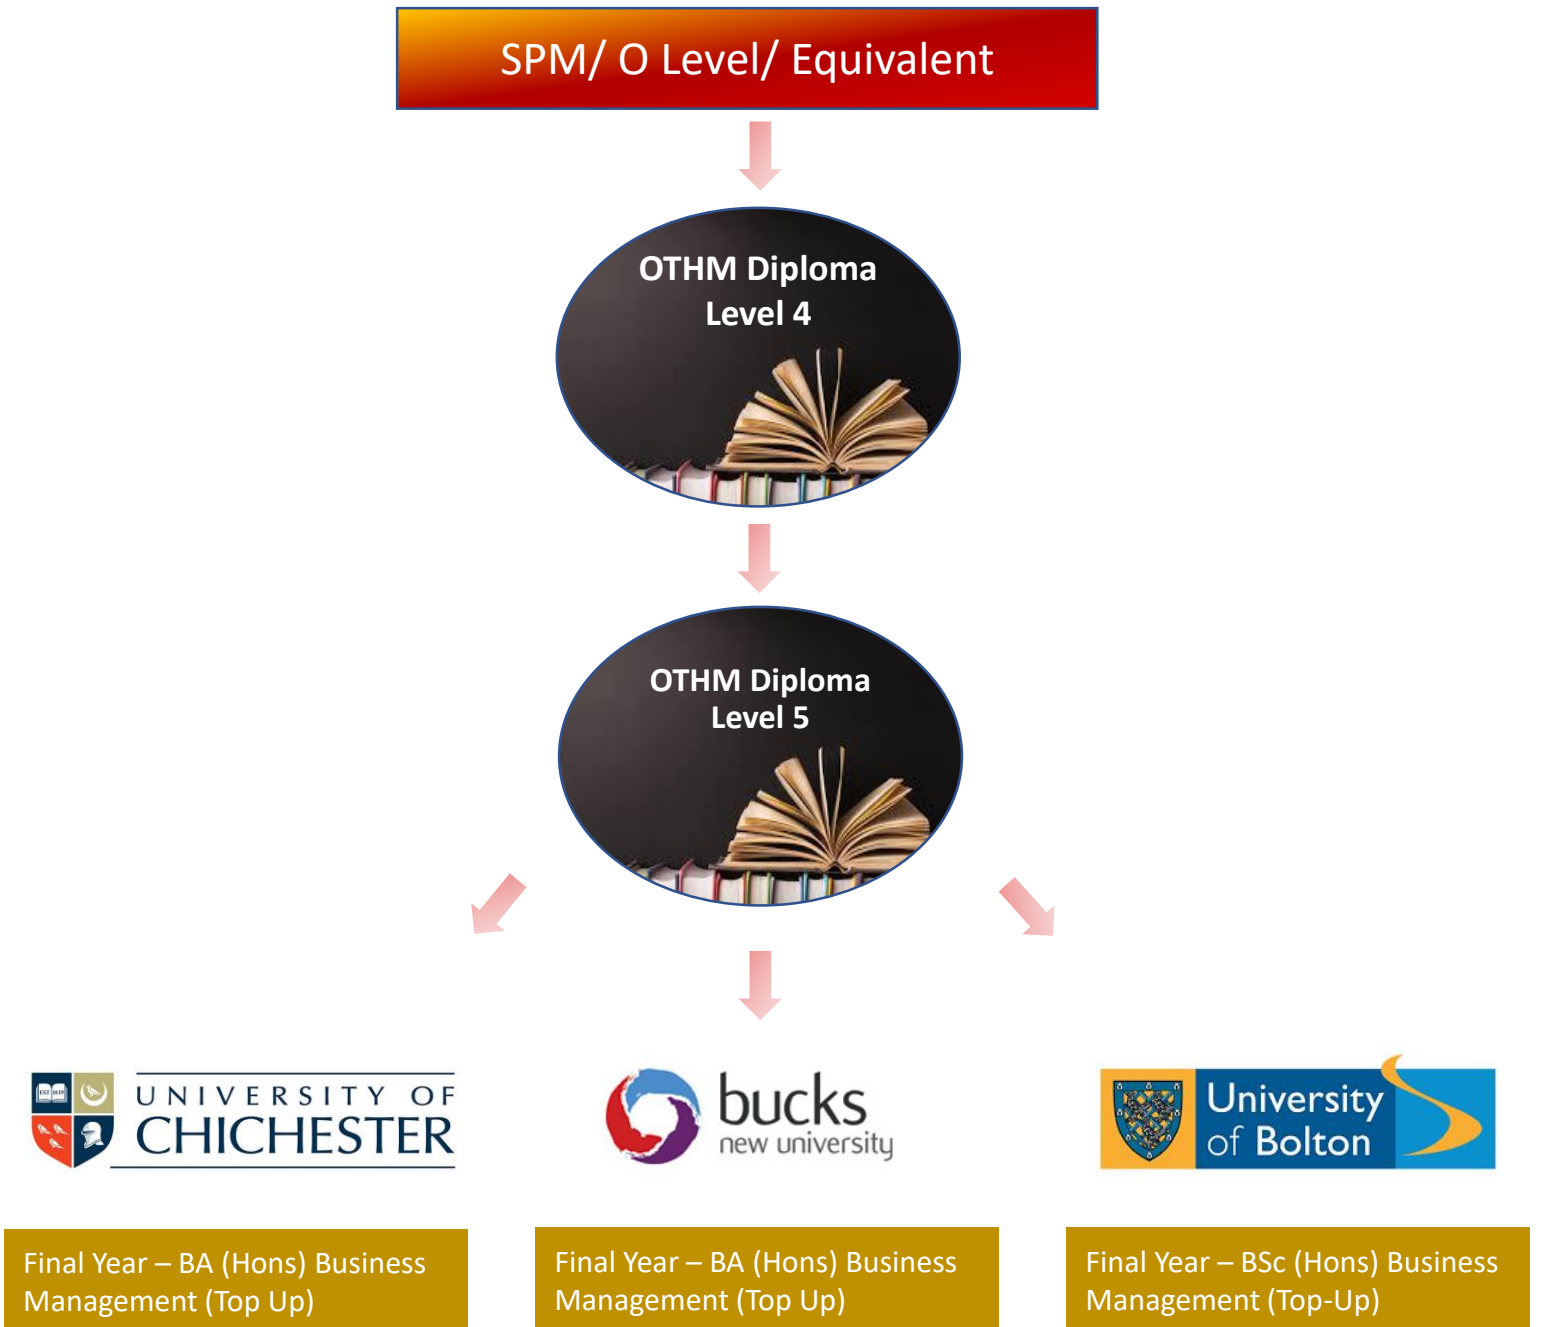 SPM/ O Level/ Equivalent
OTHM Diploma
Level 4
OTHM Diploma
Level 5
EST 1839
UNIVERSITY OF
CHICHESTER
bucks
new university
University
of Bolton
Final Year – BA (Hons) Business
Management (Top Up)
Final Year – BA (Hons) Business
Management (Top Up)
Final Year – BSc (Hons) Business
Management (Top-Up)